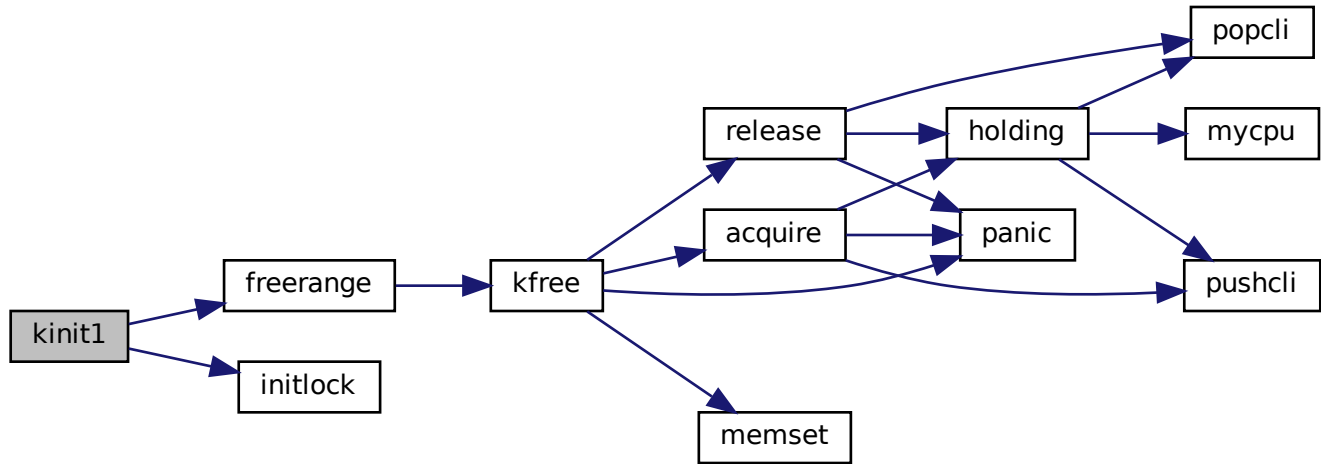 popcli
release
holding
mycpu
acquire
panic
freerange
kfree
pushcli
kinit1
initlock
memset